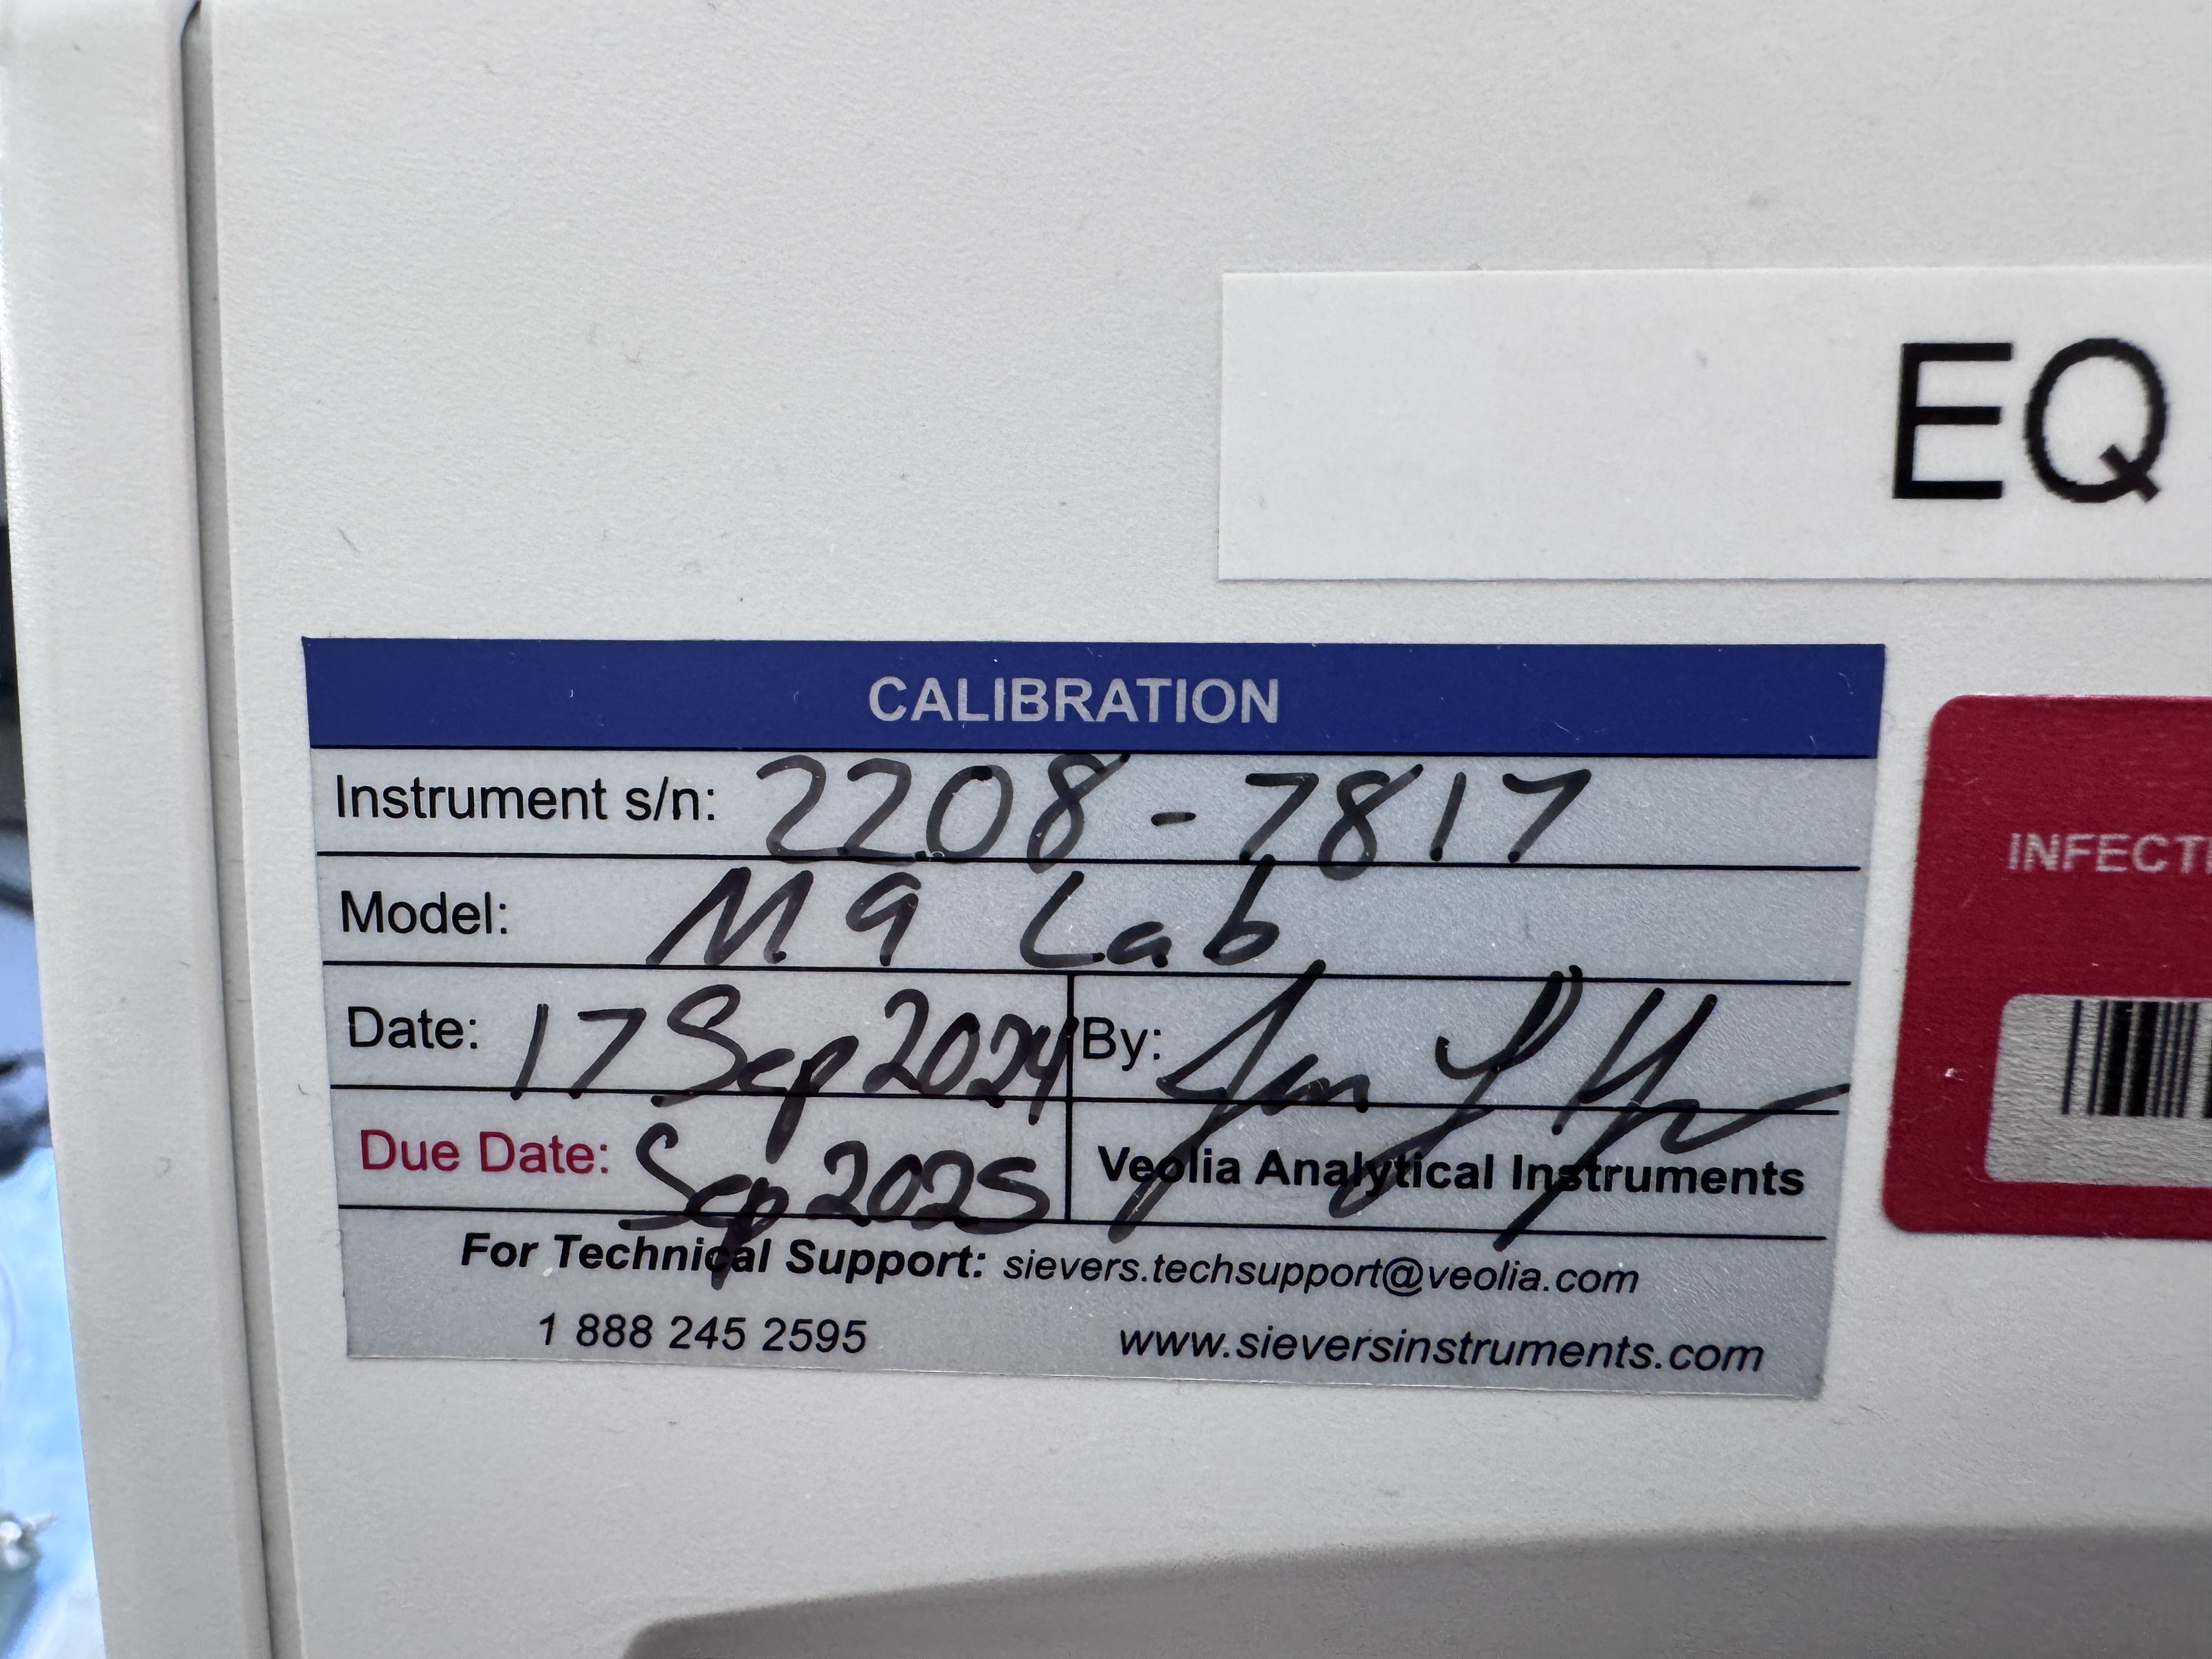 EQ
CALIBRATION
Instrument s/n: 2208-7817
Model: M9 Lab
Date: 17 Sep 2024 By:
Due Date: Sep 2025 Veolia Analytical Instruments
For Technical Support: sievers.techsupport@veolia.com
1 888 245 2595 www.sieversinstruments.com
INFECT